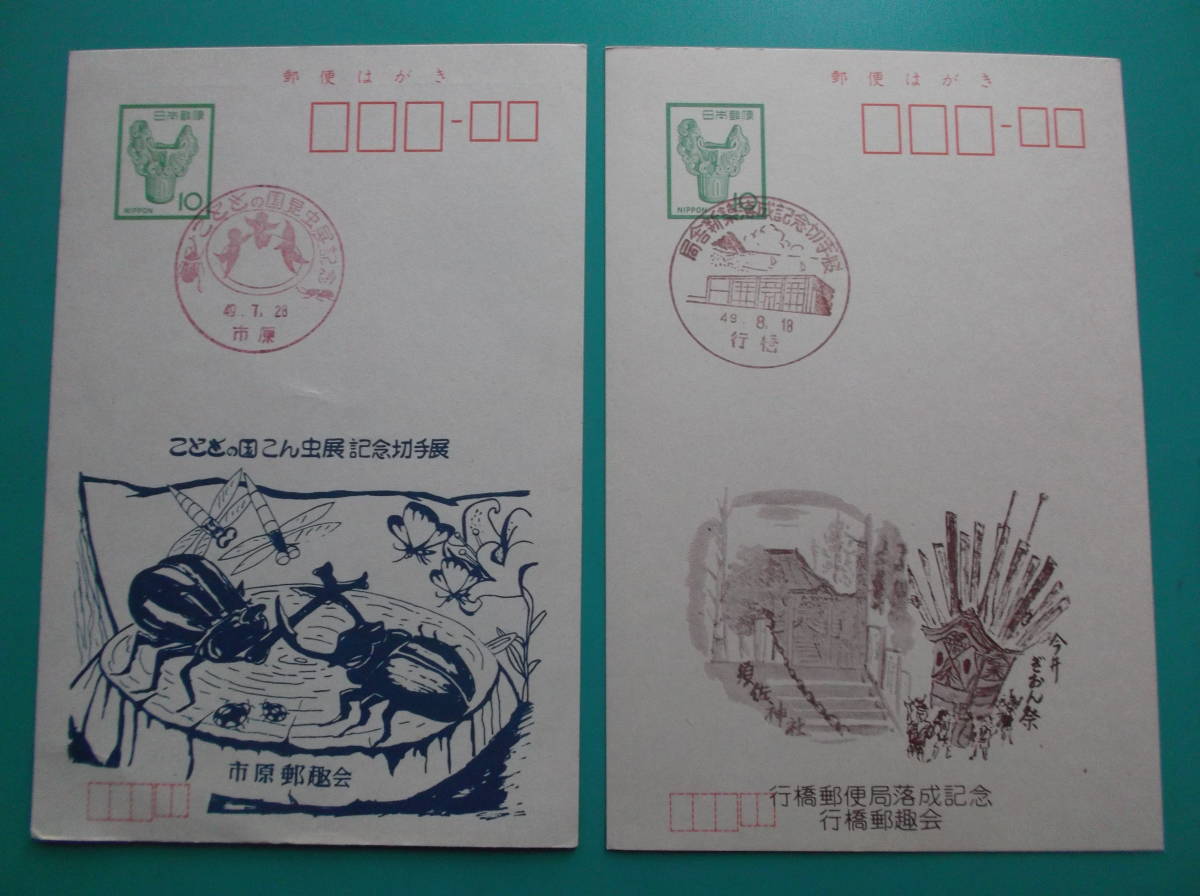 郵便はがき
日本郵便
NIPPON
10
こどもの国昆虫展記念
49.7.28
市原
こどもの国こん虫展記念切手展
市原郵趣会
郵便はがき
日本郵便
NIPPON
10
局舎新築落成記念切手展
49.8.18
行橋
須佐神社
今井
ぎおん祭
行橋郵便局落成記念
行橋郵趣会